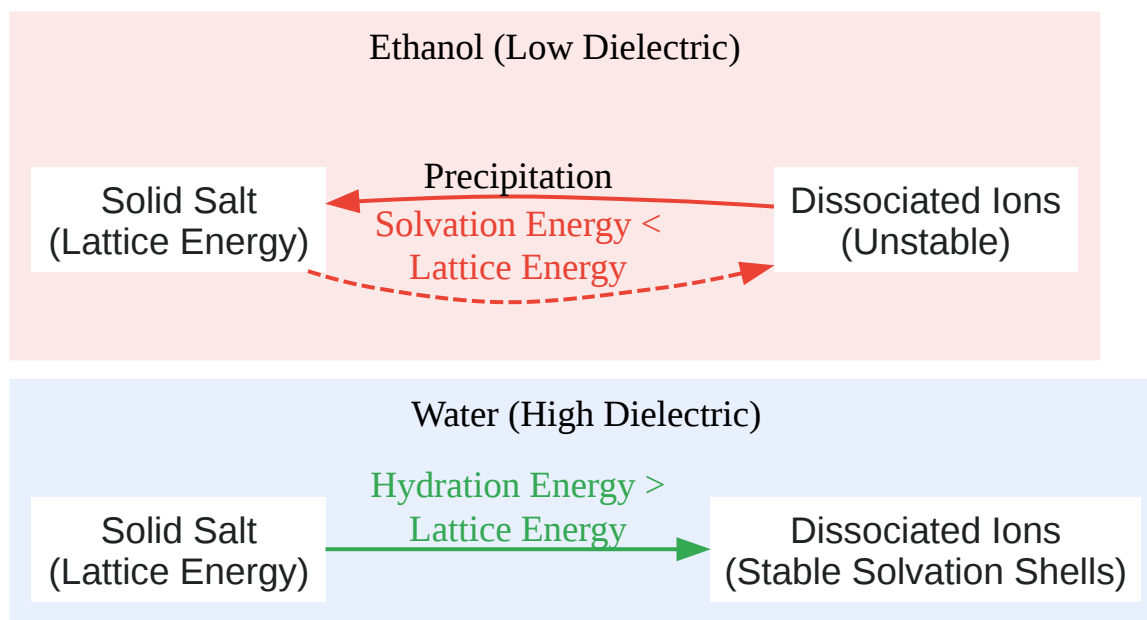 Ethanol (Low Dielectric)
Precipitation
Solid Salt
(Lattice Energy)
Solvation Energy <
Lattice Energy
Dissociated Ions
(Unstable)
Water (High Dielectric)
Hydration Energy >
Lattice Energy
Solid Salt
(Lattice Energy)
Dissociated Ions
(Stable Solvation Shells)